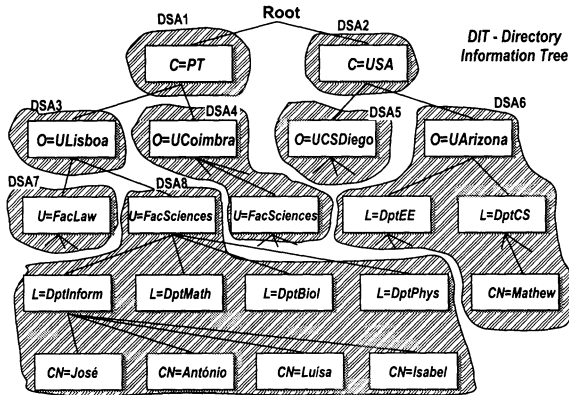 Root
DSA1
DSA2
DIT - Directory
Information Tree
C=PT
C=USA
DSA3
DSA4
DSA5
DSA6
O=ULisboa
O=UCoimbra
O=UCSDiego
O=UArizona
DSA7
DSA8
U=FacLaw
U=FacSciences
U=FacSciences
L=DptEE
L=DptCS
L=DptInform
L=DptMath
L=DptBiol
L=DptPhys
CN=Mathew
CN=José
CN=António
CN=Luísa
CN=Isabel